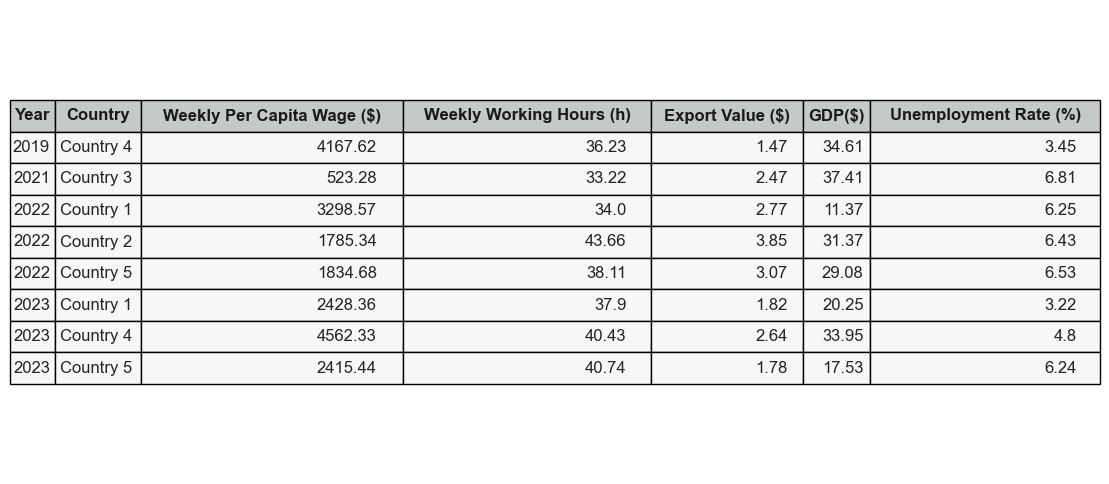 Year Country Weekly Per Capita Wage ($) Weekly Working Hours (h) Export Value ($) GDP($) Unemployment Rate (%)
2019 Country 4 4167.62 36.23 1.47 34.61 3.45
2021 Country 3 523.28 33.22 2.47 37.41 6.81
2022 Country 1 3298.57 34.0 2.77 11.37 6.25
2022 Country 2 1785.34 43.66 3.85 31.37 6.43
2022 Country 5 1834.68 38.11 3.07 29.08 6.53
2023 Country 1 2428.36 37.9 1.82 20.25 3.22
2023 Country 4 4562.33 40.43 2.64 33.95 4.8
2023 Country 5 2415.44 40.74 1.78 17.53 6.24